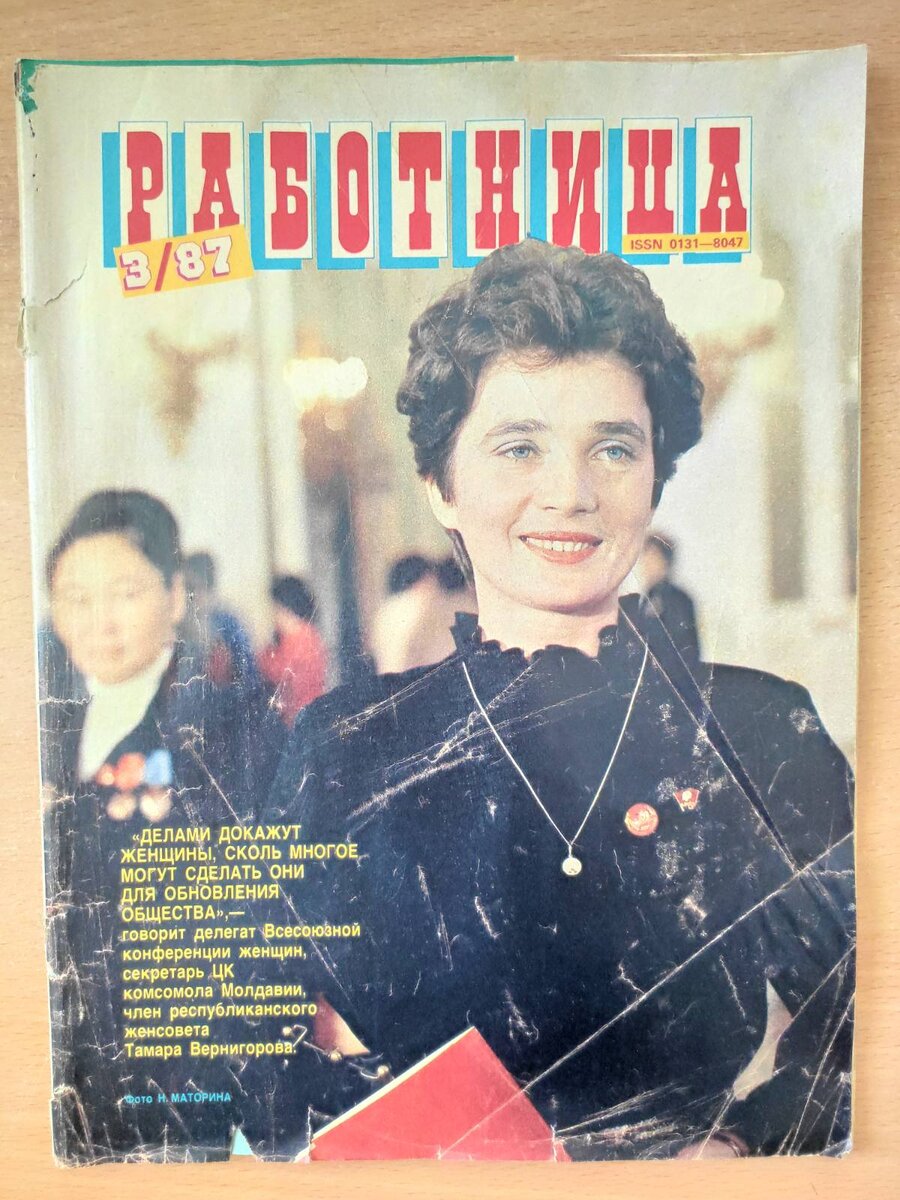 РАБОТНИЦА
3/87
ISSN 0131—8047
«ДЕЛАМИ ДОКАЖУТ
ЖЕНЩИНЫ, СКОЛЬ МНОГОЕ
МОГУТ СДЕЛАТЬ ОНИ
ДЛЯ ОБНОВЛЕНИЯ
ОБЩЕСТВА»,—
говорит делегат Всесоюзной
конференции женщин,
секретарь ЦК
комсомола Молдавии,
член республиканского
женсовета
Тамара Вернигорова.
Фото Н. МАТОРИНА